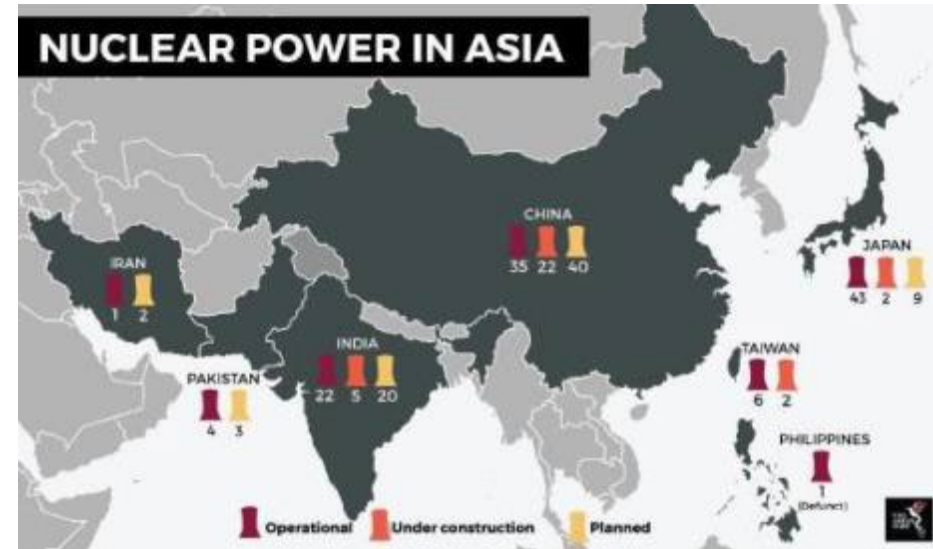 NUCLEAR POWER IN ASIA
CHINA
35 22 40
JAPAN
43 2 9
IRAN
1 2
INDIA
22 5 20
TAIWAN
6 2
PAKISTAN
4 3
PHILIPPINES
1
(Defunct)
Operational Under construction Planned